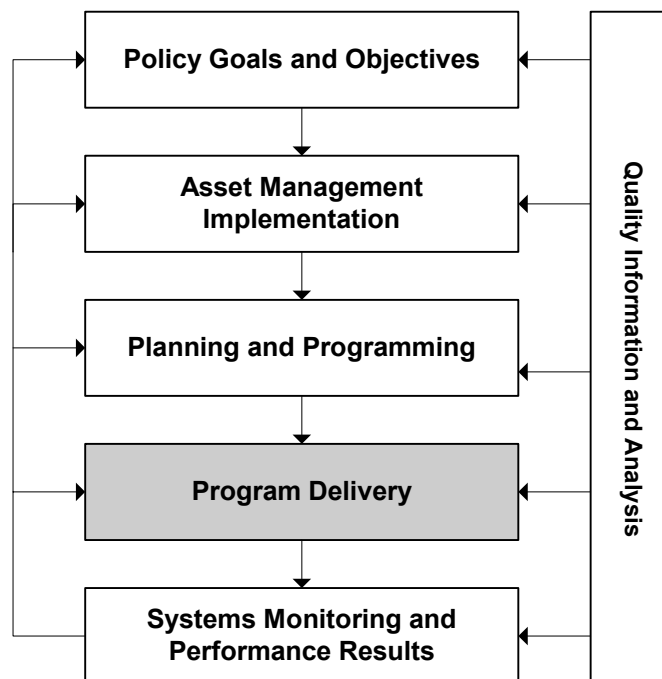 Policy Goals and Objectives
Asset Management
Implementation
Planning and Programming
Program Delivery
Systems Monitoring and
Performance Results
Quality Information and Analysis